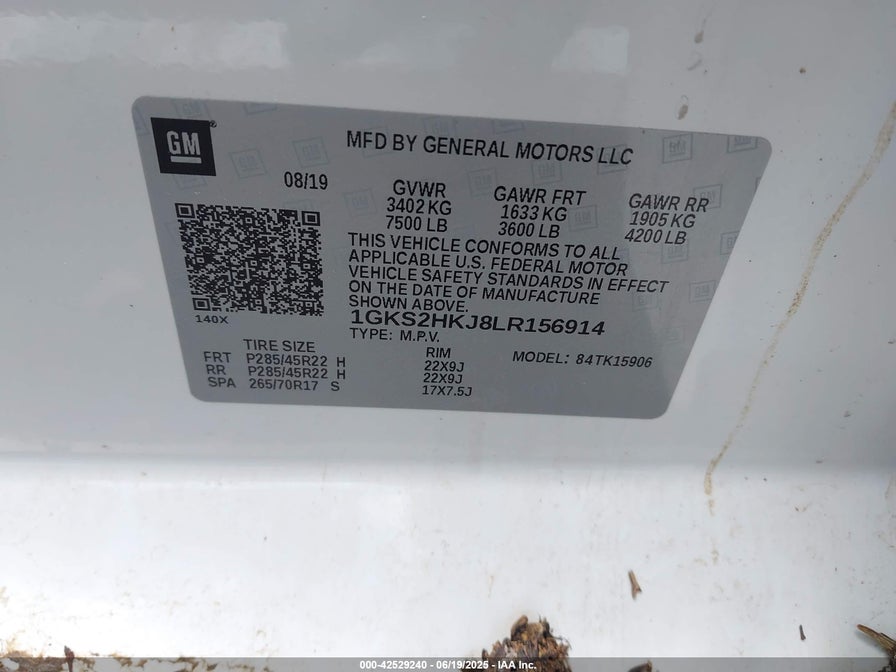 GM
MFD BY GENERAL MOTORS LLC
08/19
GVWR GAWR FRT GAWR RR
3402 KG 1633 KG 1905 KG
7500 LB 3600 LB 4200 LB
THIS VEHICLE CONFORMS TO ALL
APPLICABLE U.S. FEDERAL MOTOR
VEHICLE SAFETY STANDARDS IN EFFECT
ON THE DATE OF MANUFACTURE
SHOWN ABOVE.
1GKS2HKJ8LR156914
TYPE: M.P.V.
140X
TIRE SIZE RIM MODEL: 84TK15906
FRT P285/45R22 H 22X9J
RR P285/45R22 H 22X9J
SPA 265/70R17 S 17X7.5J
000-42529240 - 06/19/2025 - IAA Inc.